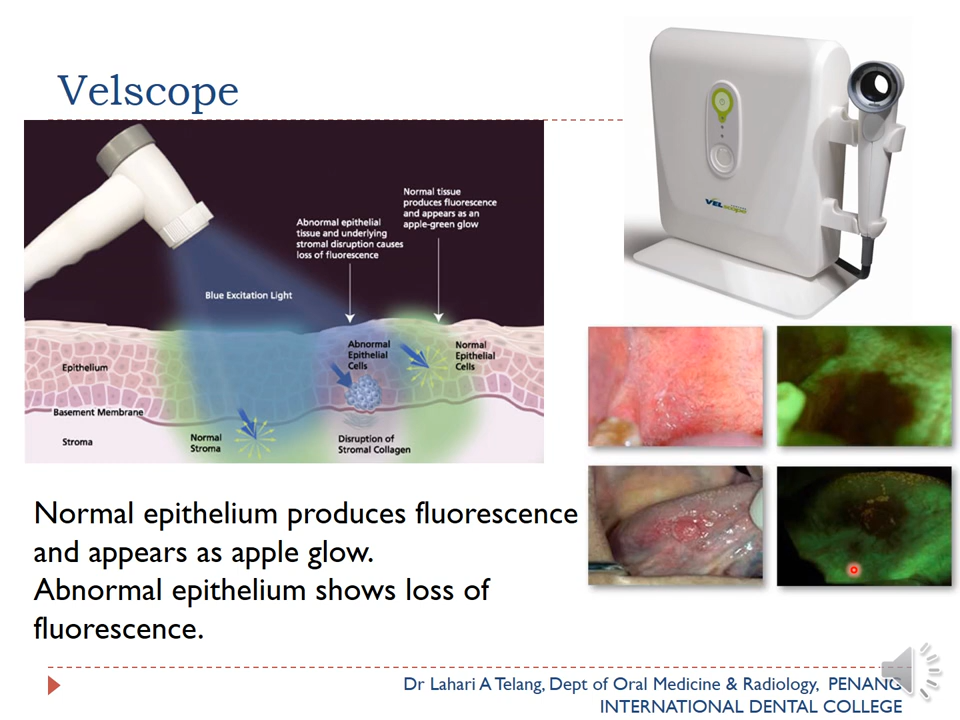 Velscope
Abnormal epithelial
tissue and underlying
stromal disruption causes
loss of fluorescence
Normal tissue
produces fluorescence
and appears as an
apple-green glow
Blue Excitation Light
Epithelium
Abnormal
Epithelial
Cells
Normal
Epithelial
Cells
Basement Membrane
Stroma
Normal
Stroma
Disruption of
Stromal Collagen
VELscope
Normal epithelium produces fluorescence
and appears as apple glow.
Abnormal epithelium shows loss of
fluorescence.
Dr Lahari A Telang, Dept of Oral Medicine & Radiology, PENANG
INTERNATIONAL DENTAL COLLEGE